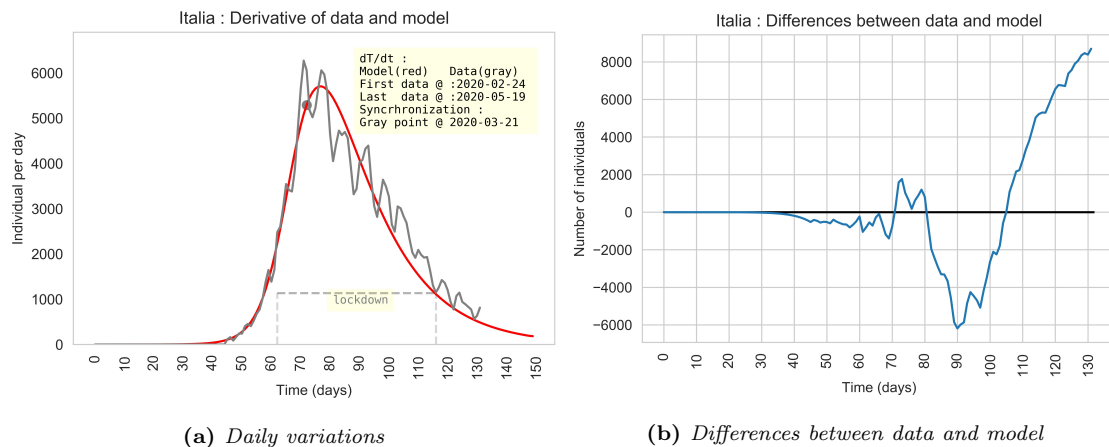 Italia : Derivative of data and model
Individual per day
6000
5000
4000
3000
2000
1000
0
dT/dt :
Model(red)   Data(gray)
First data @ :2020-02-24
Last  data @ :2020-05-19
Syncrhronization :
Gray point @ 2020-03-21
lockdown
0 10 20 30 40 50 60 70 80 90 100 110 120 130 140 150
Time (days)
(a) Daily variations
Italia : Differences between data and model
Number of individuals
8000
6000
4000
2000
0
−2000
−4000
−6000
0 10 20 30 40 50 60 70 80 90 100 110 120 130
Time (days)
(b) Differences between data and model